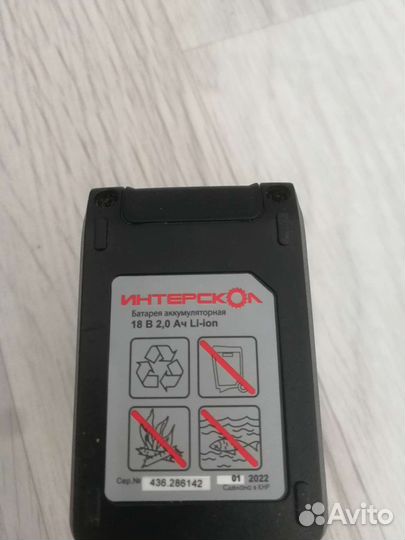 ИНТЕРСКОЛ
Батарея аккумуляторная
18 В 2,0 Ач Li-ion
Сер.№ 436.286142 01 2022
Сделано в КНР
Avito